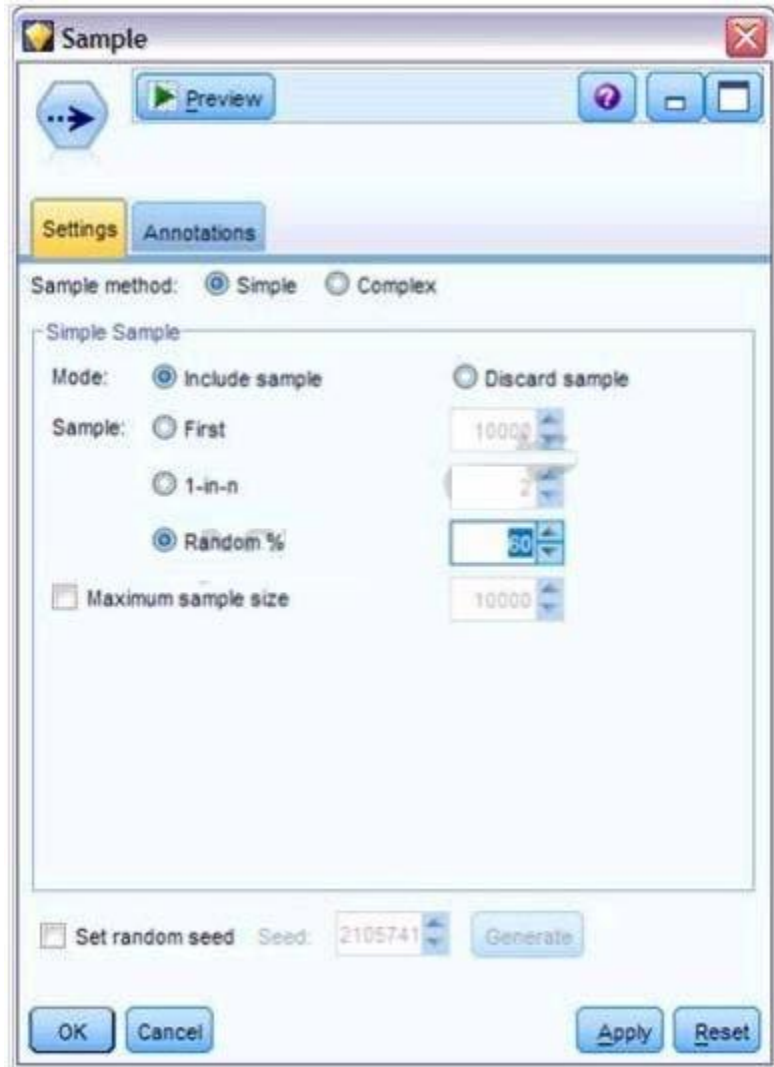 Sample
Preview
Settings Annotations
Sample method: Simple Complex
Simple Sample
Mode: Include sample Discard sample
Sample: First 10000
1-in-n 2
Random % 60
Maximum sample size 10000
Set random seed Seed: 2105741 Generate
OK Cancel Apply Reset